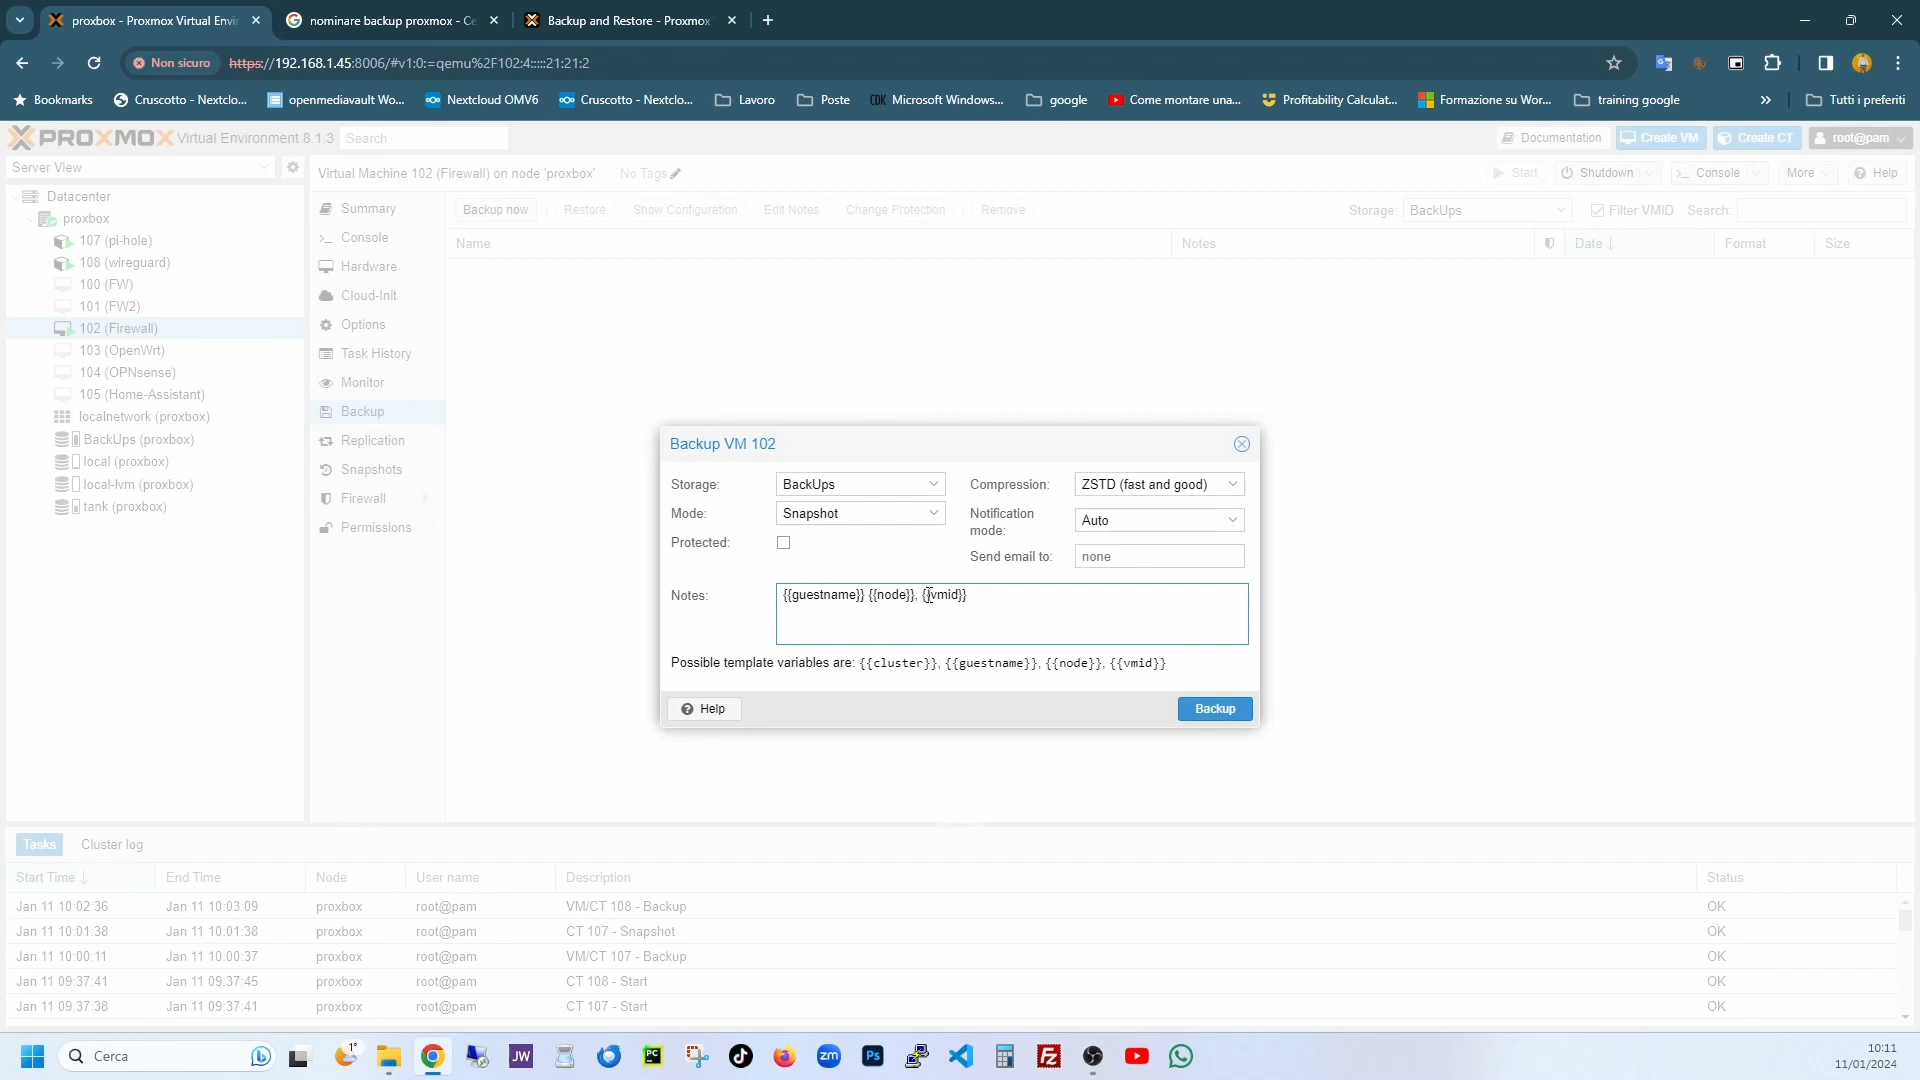 proxbox - Proxmox Virtual Envi
nominare backup proxmox - Ce
Backup and Restore - Proxmox
Non sicuro
https://192.168.1.45:8006/#v1:0:=qemu%2F102:4:::::21:21:2
Bookmarks
Cruscotto - Nextclo...
openmediavault Wo...
Nextcloud OMV6
Cruscotto - Nextclo...
Lavoro
Poste
CDK Microsoft Windows...
google
Come montare una...
Profitability Calculat...
Formazione su Wor...
training google
»
Tutti i preferiti
PROXMOX Virtual Environment 8.1.3
Search
Documentation
Create VM
Create CT
root@pam
Server View
Virtual Machine 102 (Firewall) on node 'proxbox'
No Tags
Start
Shutdown
Console
More
Help
Datacenter
proxbox
107 (pi-hole)
108 (wireguard)
100 (FW)
101 (FW2)
102 (Firewall)
103 (OpenWrt)
104 (OPNsense)
105 (Home-Assistant)
localnetwork (proxbox)
BackUps (proxbox)
local (proxbox)
local-lvm (proxbox)
tank (proxbox)
Summary
Console
Hardware
Cloud-Init
Options
Task History
Monitor
Backup
Replication
Snapshots
Firewall
Permissions
Backup now
Restore
Show Configuration
Edit Notes
Change Protection
Remove
Storage:
BackUps
Filter VMID
Search:
Name
Notes
Date
Format
Size
Backup VM 102
Storage:
BackUps
Compression:
ZSTD (fast and good)
Mode:
Snapshot
Notification mode:
Auto
Protected:
Send email to:
none
Notes:
{{guestname}} {{node}}, {{vmid}}
Possible template variables are: {{cluster}}, {{guestname}}, {{node}}, {{vmid}}
Help
Backup
Tasks
Cluster log
Start Time
End Time
Node
User name
Description
Status
Jan 11 10:02:36
Jan 11 10:03:09
proxbox
root@pam
VM/CT 108 - Backup
OK
Jan 11 10:01:38
Jan 11 10:01:38
proxbox
root@pam
CT 107 - Snapshot
OK
Jan 11 10:00:11
Jan 11 10:00:37
proxbox
root@pam
VM/CT 107 - Backup
OK
Jan 11 09:37:41
Jan 11 09:37:45
proxbox
root@pam
CT 108 - Start
OK
Jan 11 09:37:38
Jan 11 09:37:41
proxbox
root@pam
CT 107 - Start
OK
Cerca
1°
JW
PC
zm
Ps
FZ
10:11
11/01/2024